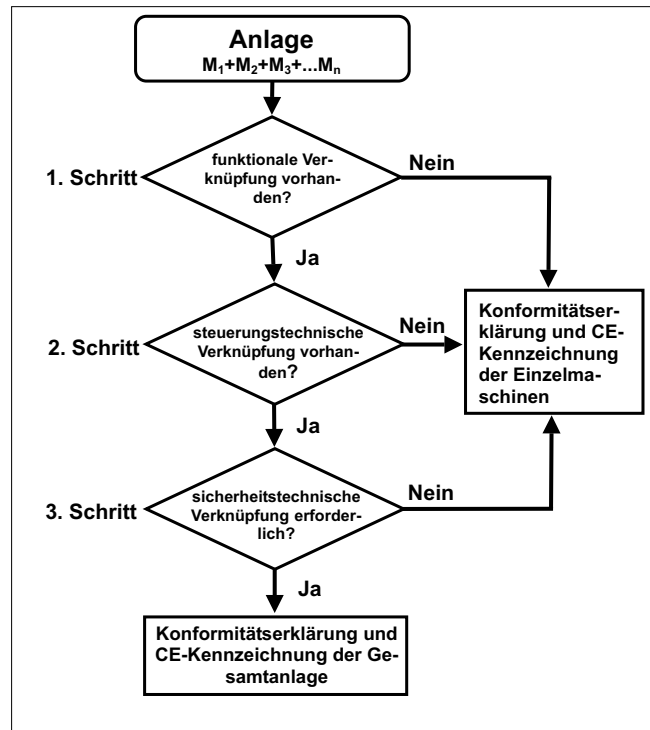 Anlage
M₁+M₂+M₃+...Mₙ
1. Schritt
funktionale Ver-
knüpfung vorhan-
den?
Nein
Ja
2. Schritt
steuerungstechnische
Verknüpfung vorhan-
den?
Nein
Konformitätser-
klärung und CE-
Kennzeichnung
der Einzelma-
schinen
Ja
3. Schritt
sicherheitstechnische
Verknüpfung erforder-
lich?
Nein
Ja
Konformitätserklärung und
CE-Kennzeichnung der Ge-
samtanlage